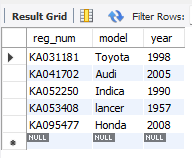 Result Grid Filter Rows:
reg_num model year
KA031181 Toyota 1998
KA041702 Audi 2005
KA052250 Indica 1990
KA053408 lancer 1957
KA095477 Honda 2008
NULL NULL NULL